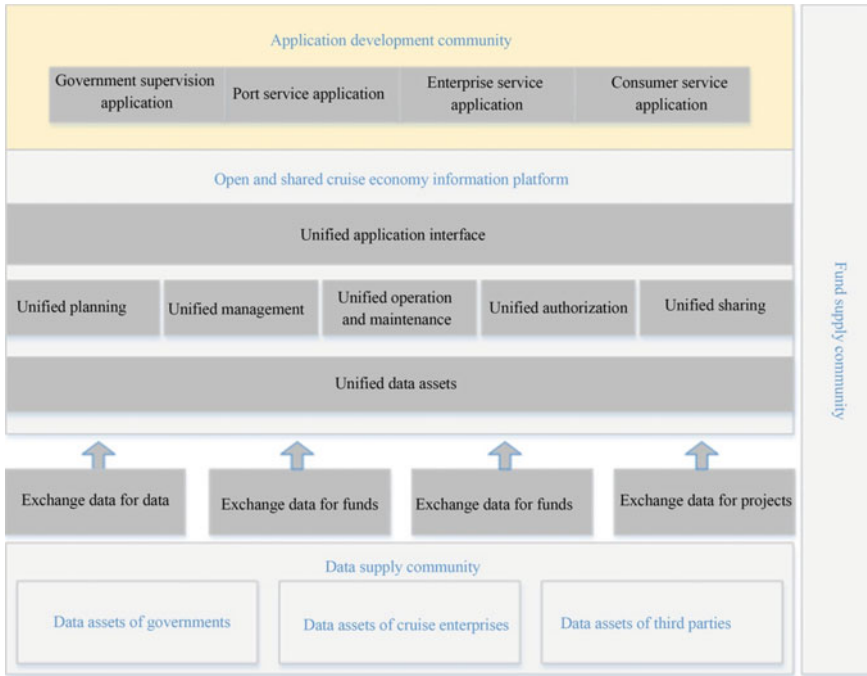 Application development community
Government supervision
application
Port service application
Enterprise service
application
Consumer service
application
Open and shared cruise economy information platform
Unified application interface
Unified planning
Unified management
Unified operation
and maintenance
Unified authorization
Unified sharing
Unified data assets
Exchange data for data
Exchange data for funds
Exchange data for funds
Exchange data for projects
Data supply community
Data assets of governments
Data assets of cruise enterprises
Data assets of third parties
Fund supply community